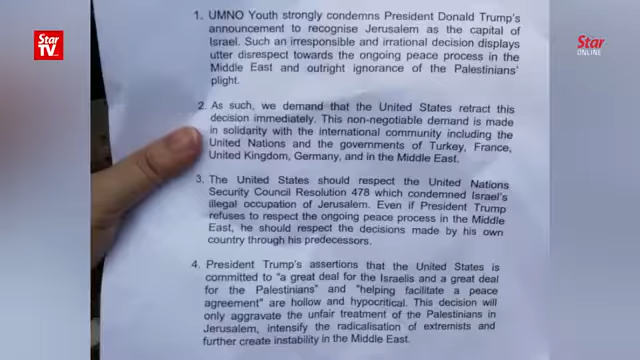 Star
TV
Star
ONLINE
1. UMNO Youth strongly condemns President Donald Trump's
announcement to recognise Jerusalem as the capital of
Israel. Such an irresponsible and irrational decision displays
utter disrespect towards the ongoing peace process in the
Middle East and outright ignorance of the Palestinians'
plight.
2. As such, we demand that the United States retract this
decision immediately. This non-negotiable demand is made
in solidarity with the international community including the
United Nations and the governments of Turkey, France,
United Kingdom, Germany, and in the Middle East.
3. The United States should respect the United Nations
Security Council Resolution 478 which condemned Israel's
illegal occupation of Jerusalem. Even if President Trump
refuses to respect the ongoing peace process in the Middle
East, he should respect the decisions made by his own
country through his predecessors.
4. President Trump's assertions that the United States is
committed to "a great deal for the Israelis and a great deal
for the Palestinians" and "helping facilitate a peace
agreement" are hollow and hypocritical. This decision will
only aggravate the unfair treatment of the Palestinians in
Jerusalem, intensify the radicalisation of extremists and
further create instability in the Middle East.